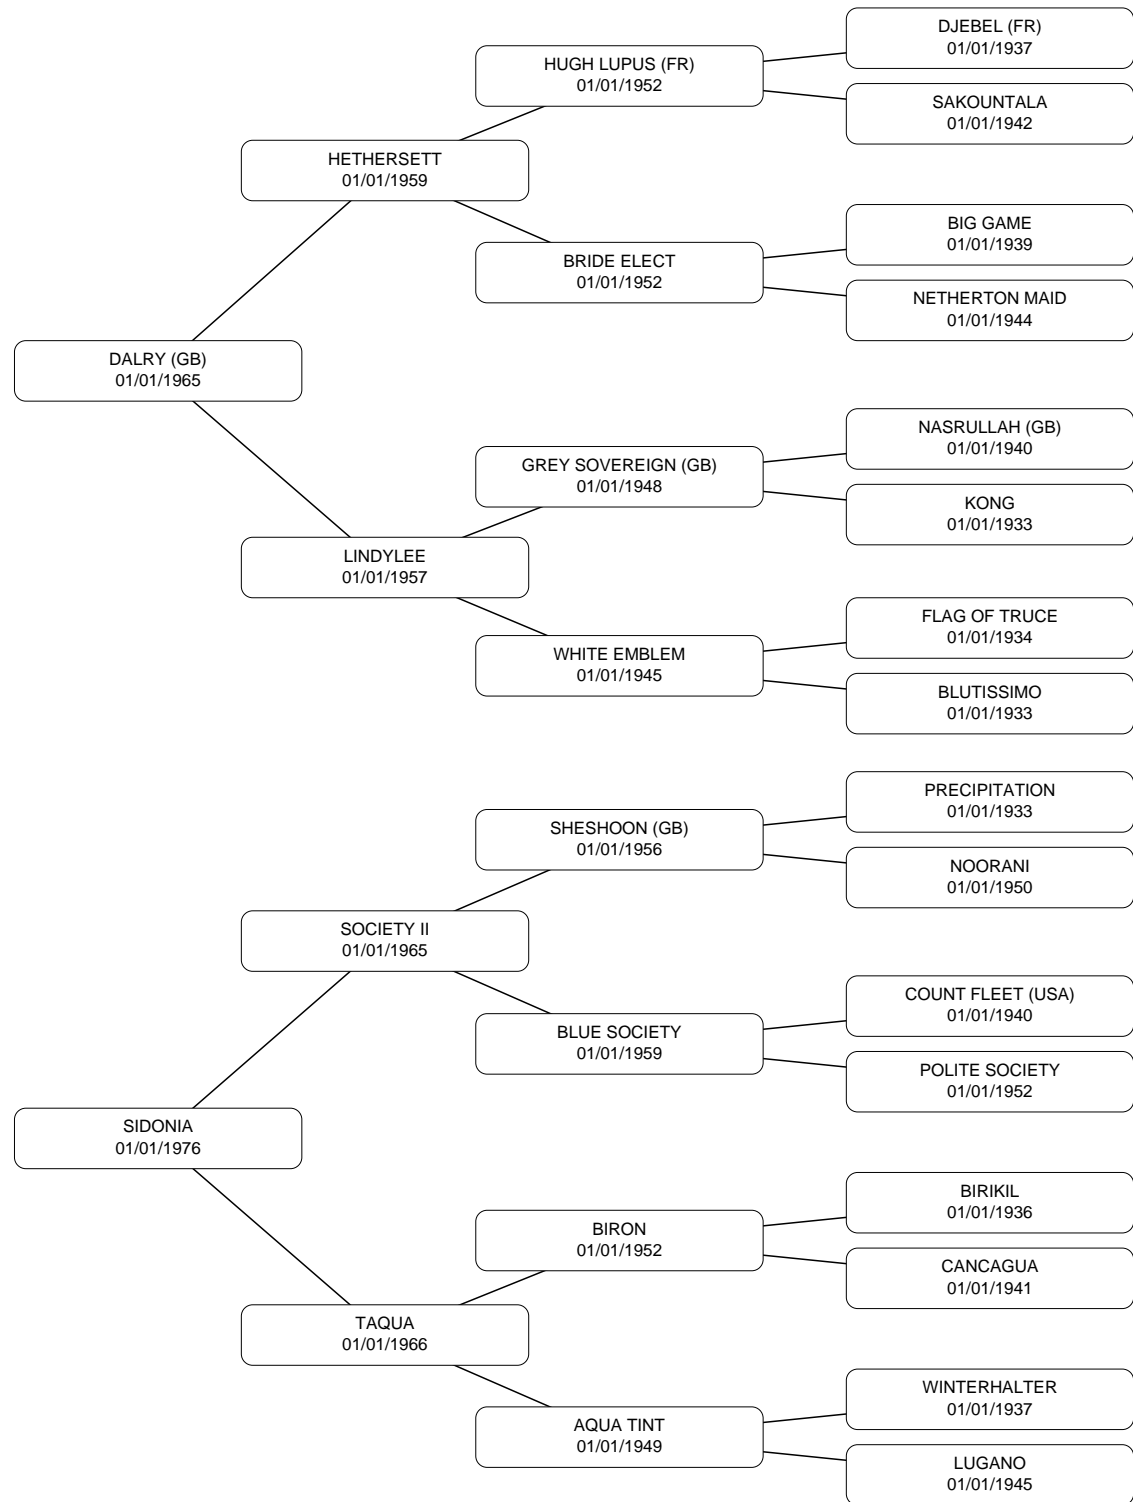 DJEBEL (FR)
01/01/1937
HUGH LUPUS (FR)
01/01/1952
SAKOUNTALA
01/01/1942
HETHERSETT
01/01/1959
BIG GAME
01/01/1939
BRIDE ELECT
01/01/1952
NETHERTON MAID
01/01/1944
DALRY (GB)
01/01/1965
NASRULLAH (GB)
01/01/1940
GREY SOVEREIGN (GB)
01/01/1948
KONG
01/01/1933
LINDYLEE
01/01/1957
FLAG OF TRUCE
01/01/1934
WHITE EMBLEM
01/01/1945
BLUTISSIMO
01/01/1933
PRECIPITATION
01/01/1933
SHESHOON (GB)
01/01/1956
NOORANI
01/01/1950
SOCIETY II
01/01/1965
COUNT FLEET (USA)
01/01/1940
BLUE SOCIETY
01/01/1959
POLITE SOCIETY
01/01/1952
SIDONIA
01/01/1976
BIRIKIL
01/01/1936
BIRON
01/01/1952
CANCAGUA
01/01/1941
TAQUA
01/01/1966
WINTERHALTER
01/01/1937
AQUA TINT
01/01/1949
LUGANO
01/01/1945